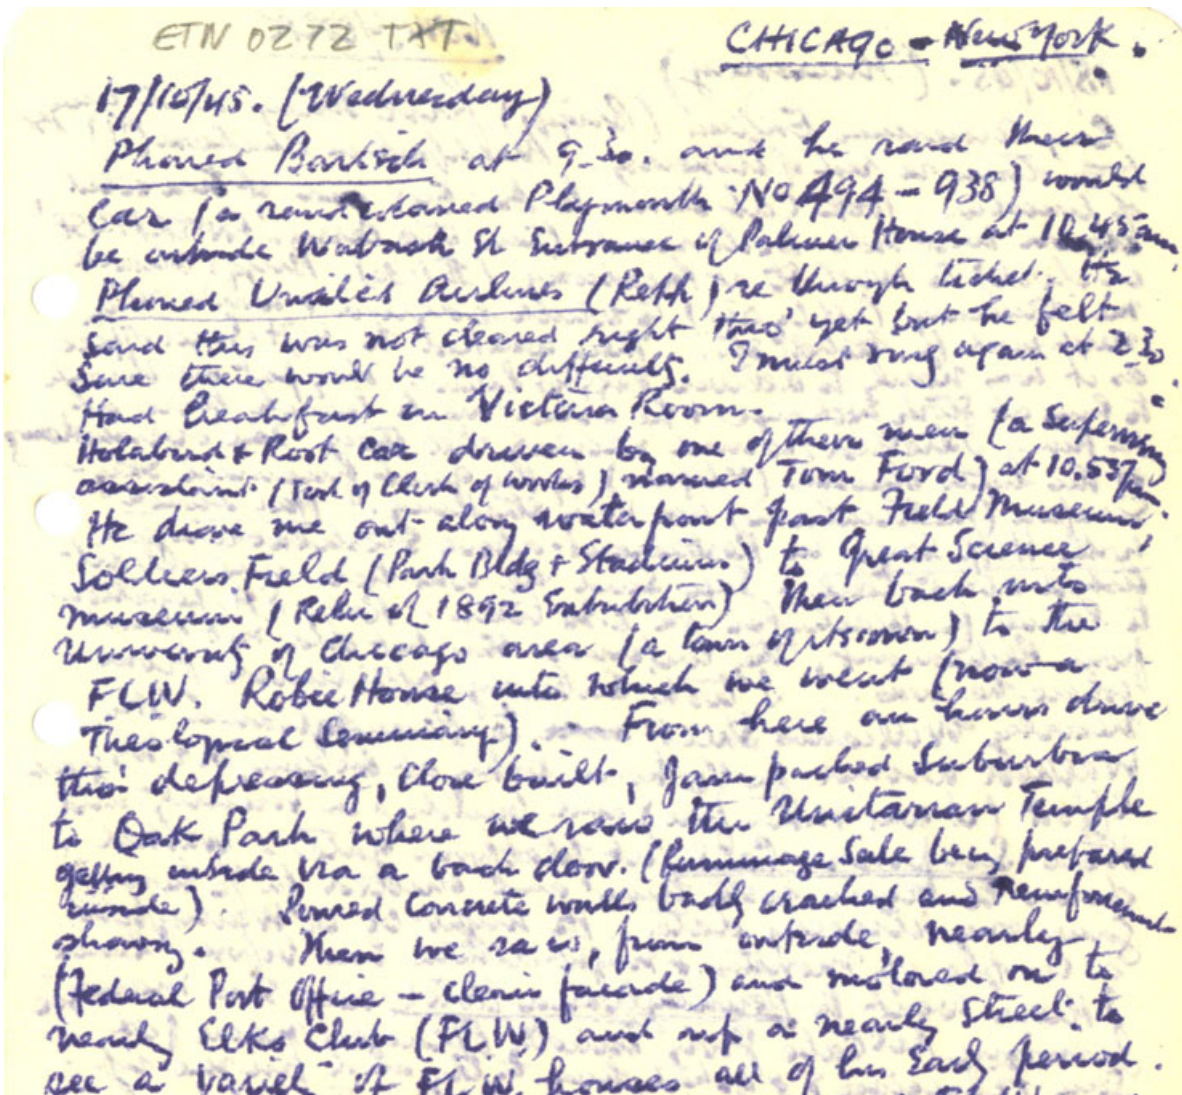 ETN 0272 TXT.
CHICAGO - New York.
17/10/45. (Wednesday)
Phoned Bartsch at 9.30. and he said their
Car (a sand coloured Plymouth No 494 - 938) would
be outside Wabash St Entrance of Palmer House at 10.45 am.
Phoned United Airlines (Reph) re through ticket. He
said this was not cleared right thro' yet but he felt
sure there would be no difficulty. I must ring again at 2.30.
Had breakfast in Victoria Room.
Holabird & Root car driven by one of their men (a Supervising
assistant (sort of Clerk of works) named Tom Ford) at 10.55
He drove me out along waterfront past Field Museum,
Soldiers Field (Park Bldg & Stadium) to Great Science
museum (Relic of 1892 Exhibition) Then back into
University of Chicago area (a town of its own) to the
FLW. Robie House into which we went (now a
Theological Seminary). From here an hours drive
thro' depressing, close built, jam packed Suburbia
to Oak Park where we saw the Unitarian Temple
getting inside via a back door. (Rummage Sale being prepared
inside). Poured Concrete walls badly cracked and reinforcement
showing. Then we saw, from outside, nearby
(Federal Post Office - clean facade) and motored on to
nearby Elks Club (FLW) and up a nearby street to
see a variety of FLW. houses all of his Early period.